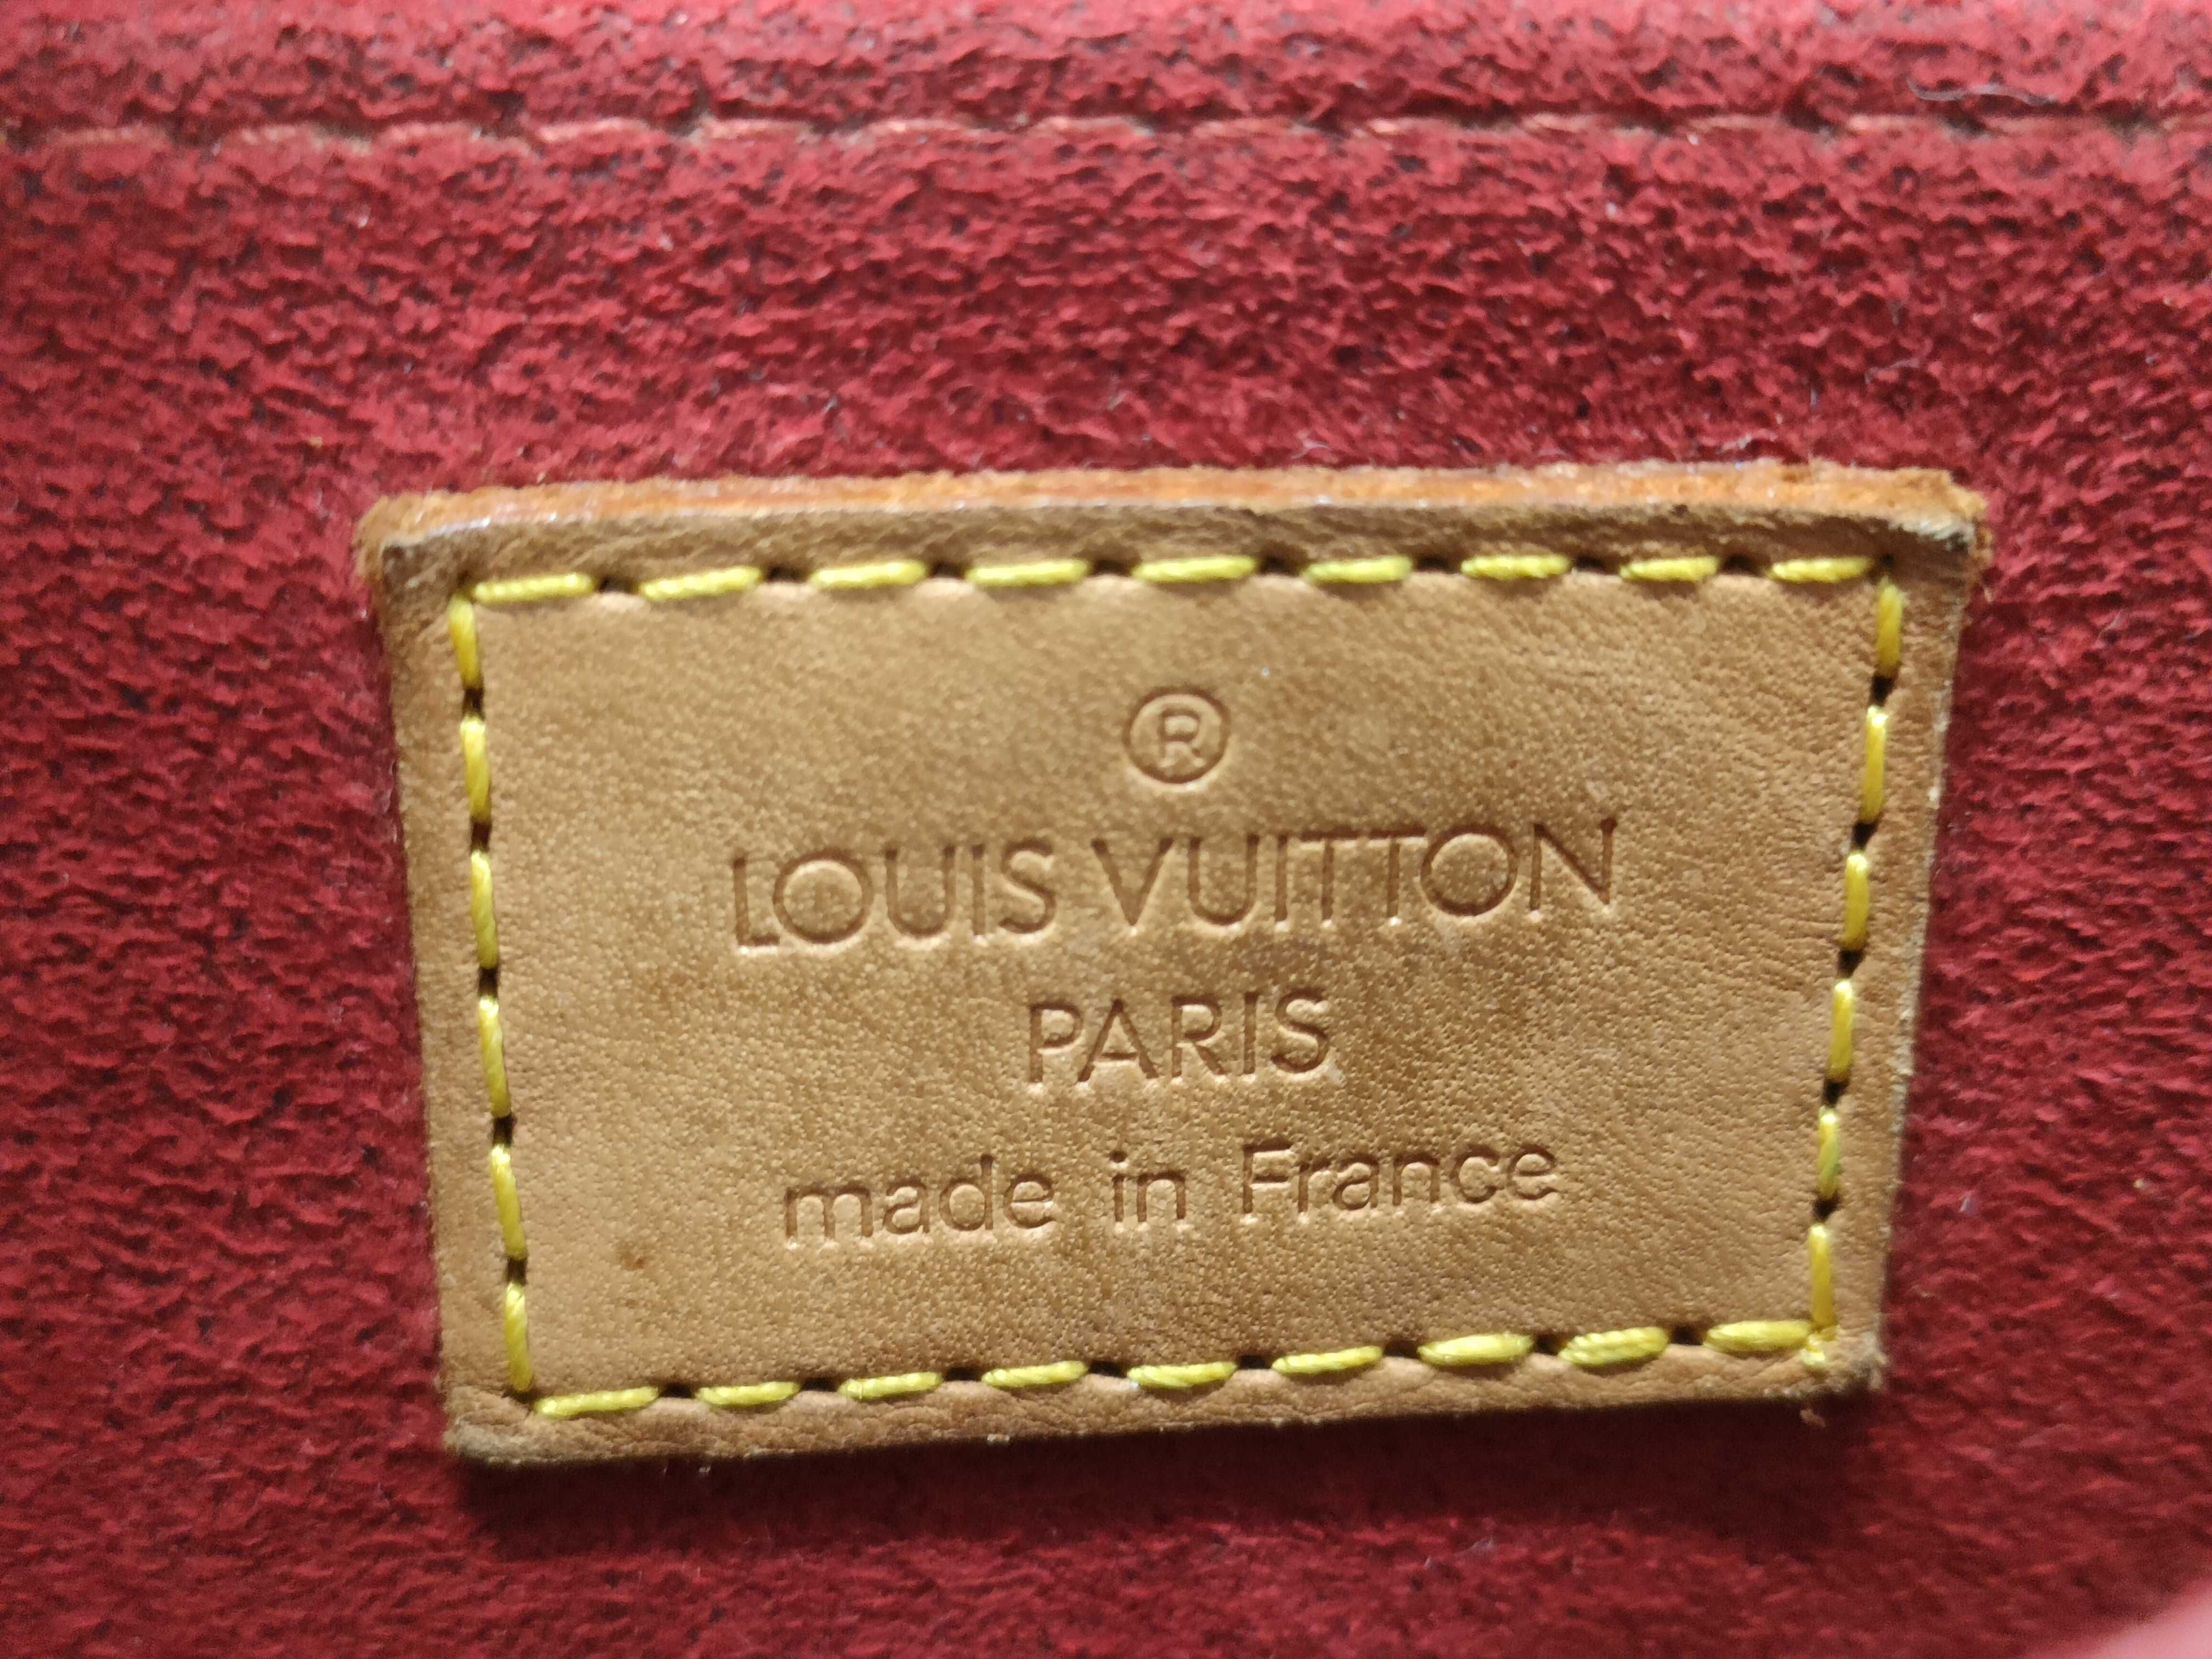 ®
LOUIS VUITTON
PARIS
made in France